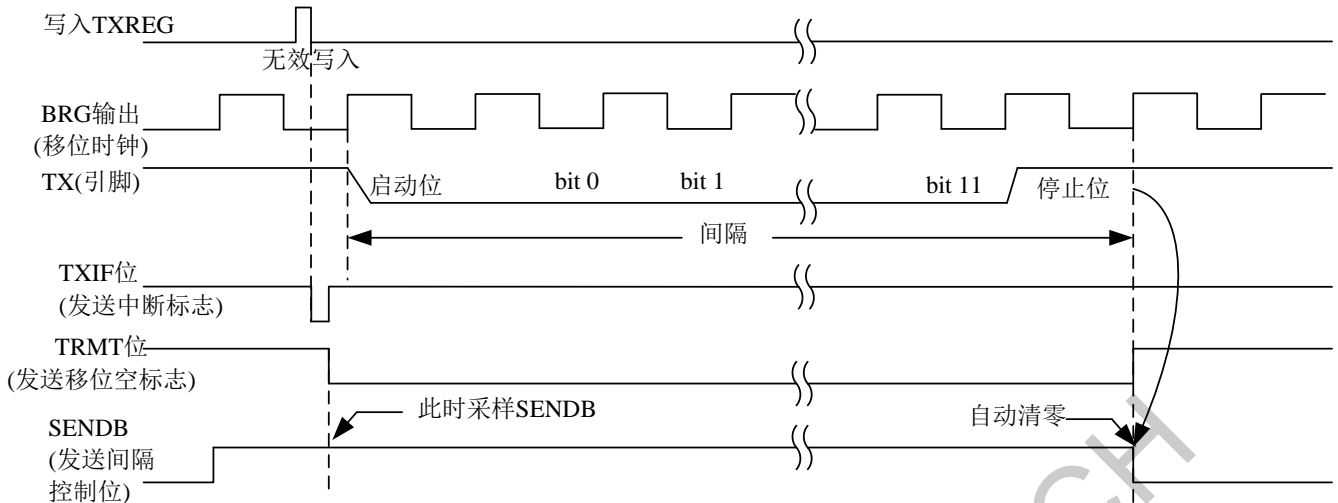 写入TXREG
无效写入
BRG输出
(移位时钟)
TX(引脚)
启动位
bit 0
bit 1
bit 11
停止位
间隔
TXIF位
(发送中断标志)
TRMT位
(发送移位空标志)
此时采样SENDB
自动清零
SENDB
(发送间隔
控制位)
CH